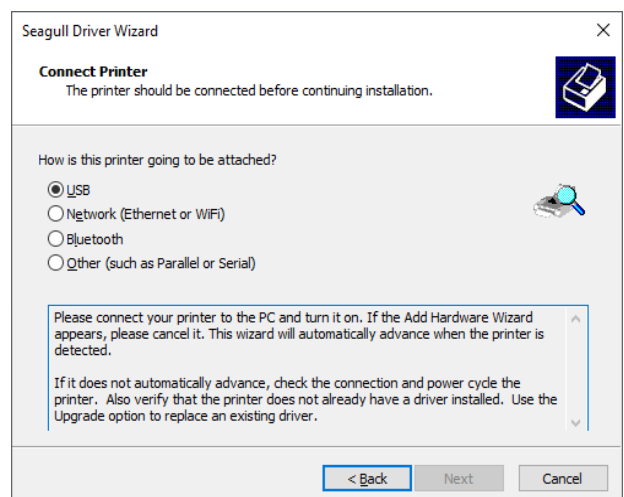 Seagull Driver Wizard
Connect Printer
The printer should be connected before continuing installation.
How is this printer going to be attached?
USB
Network (Ethernet or WiFi)
Bluetooth
Other (such as Parallel or Serial)
Please connect your printer to the PC and turn it on. If the Add Hardware Wizard
appears, please cancel it. This wizard will automatically advance when the printer is
detected.
If it does not automatically advance, check the connection and power cycle the
printer. Also verify that the printer does not already have a driver installed. Use the
Upgrade option to replace an existing driver.
< Back Next Cancel